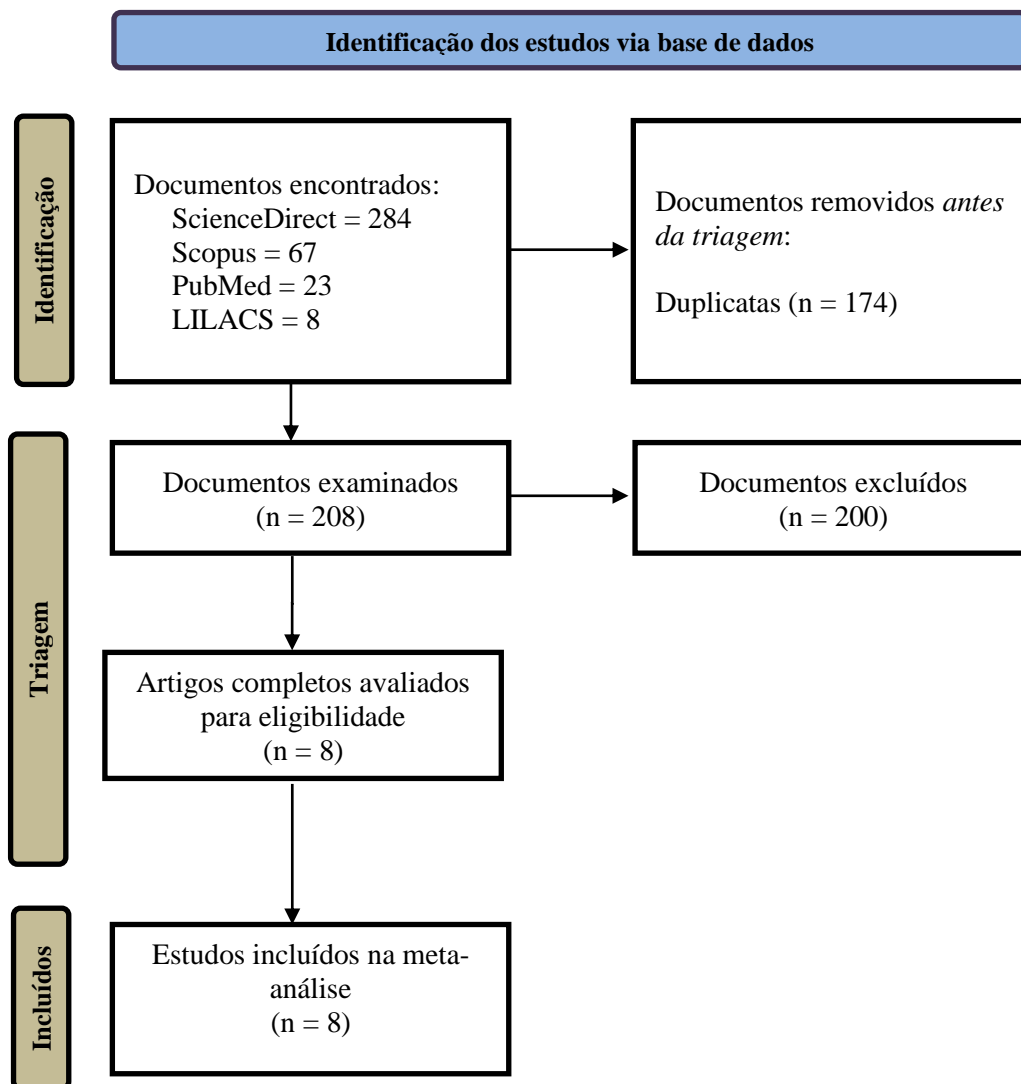 Identificação dos estudos via base de dados
Identificação
Documentos encontrados:
ScienceDirect = 284
Scopus = 67
PubMed = 23
LILACS = 8
Documentos removidos antes
da triagem:
Duplicatas (n = 174)
Triagem
Documentos examinados
(n = 208)
Documentos excluídos
(n = 200)
Artigos completos avaliados
para eligibilidade
(n = 8)
Incluídos
Estudos incluídos na meta-
análise
(n = 8)